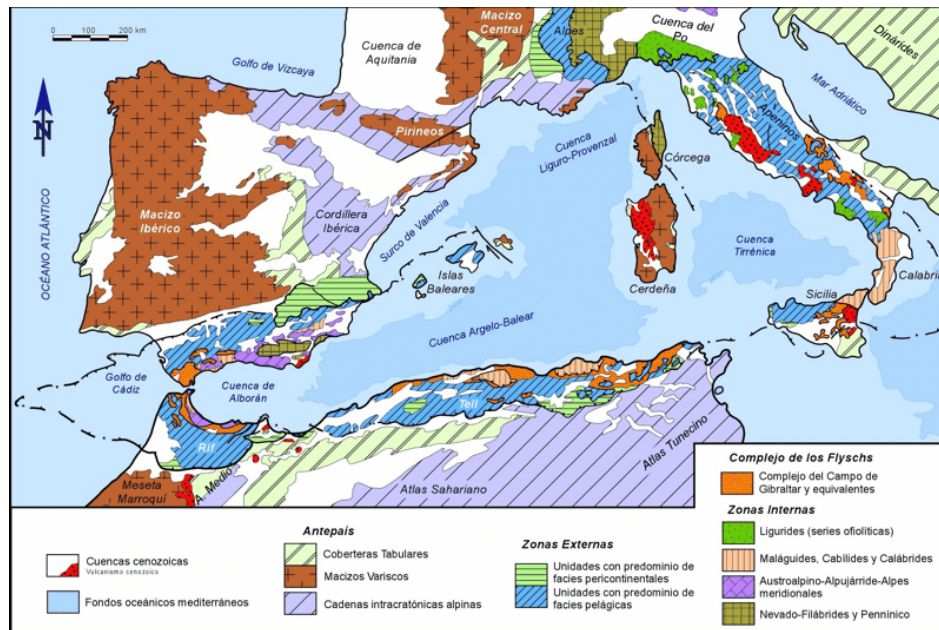 0 100 200 km
Macizo
Central
Alpes
Cuenca del
Po
Dinárides
Cuenca de
Aquitania
Golfo de Vizcaya
Mar Adriático
N
Apeninos
Pirineos
Cuenca
Liguro-Provenzal
Córcega
OCÉANO ATLÁNTICO
Macizo
Ibérico
Cordillera
Ibérica
Surco de Valencia
Cuenca
Tirrénica
Islas
Baleares
Cerdeña
Calabria
Sicilia
Cuenca Argelo-Balear
Golfo de
Cádiz
Cuenca de
Alborán
Tell
Rif
Atlas Tunecino
Meseta
Marroquí
A. Medio
Atlas Sahariano
Cuencas cenozoicas
Vulcanismo cenozoico
Fondos oceánicos mediterráneos
Antepaís
Coberteras Tabulares
Macizos Variscos
Cadenas intracratónicas alpinas
Zonas Externas
Unidades con predominio de
facies pericontinentales
Unidades con predominio de
facies pelágicas
Complejo de los Flyschs
Complejo del Campo de
Gibraltar y equivalentes
Zonas Internas
Ligurides (series ofiolíticas)
Maláguides, Cabílides y Calábrides
Austroalpino-Alpujárride-Alpes
meridionales
Nevado-Filábrides y Pennínico